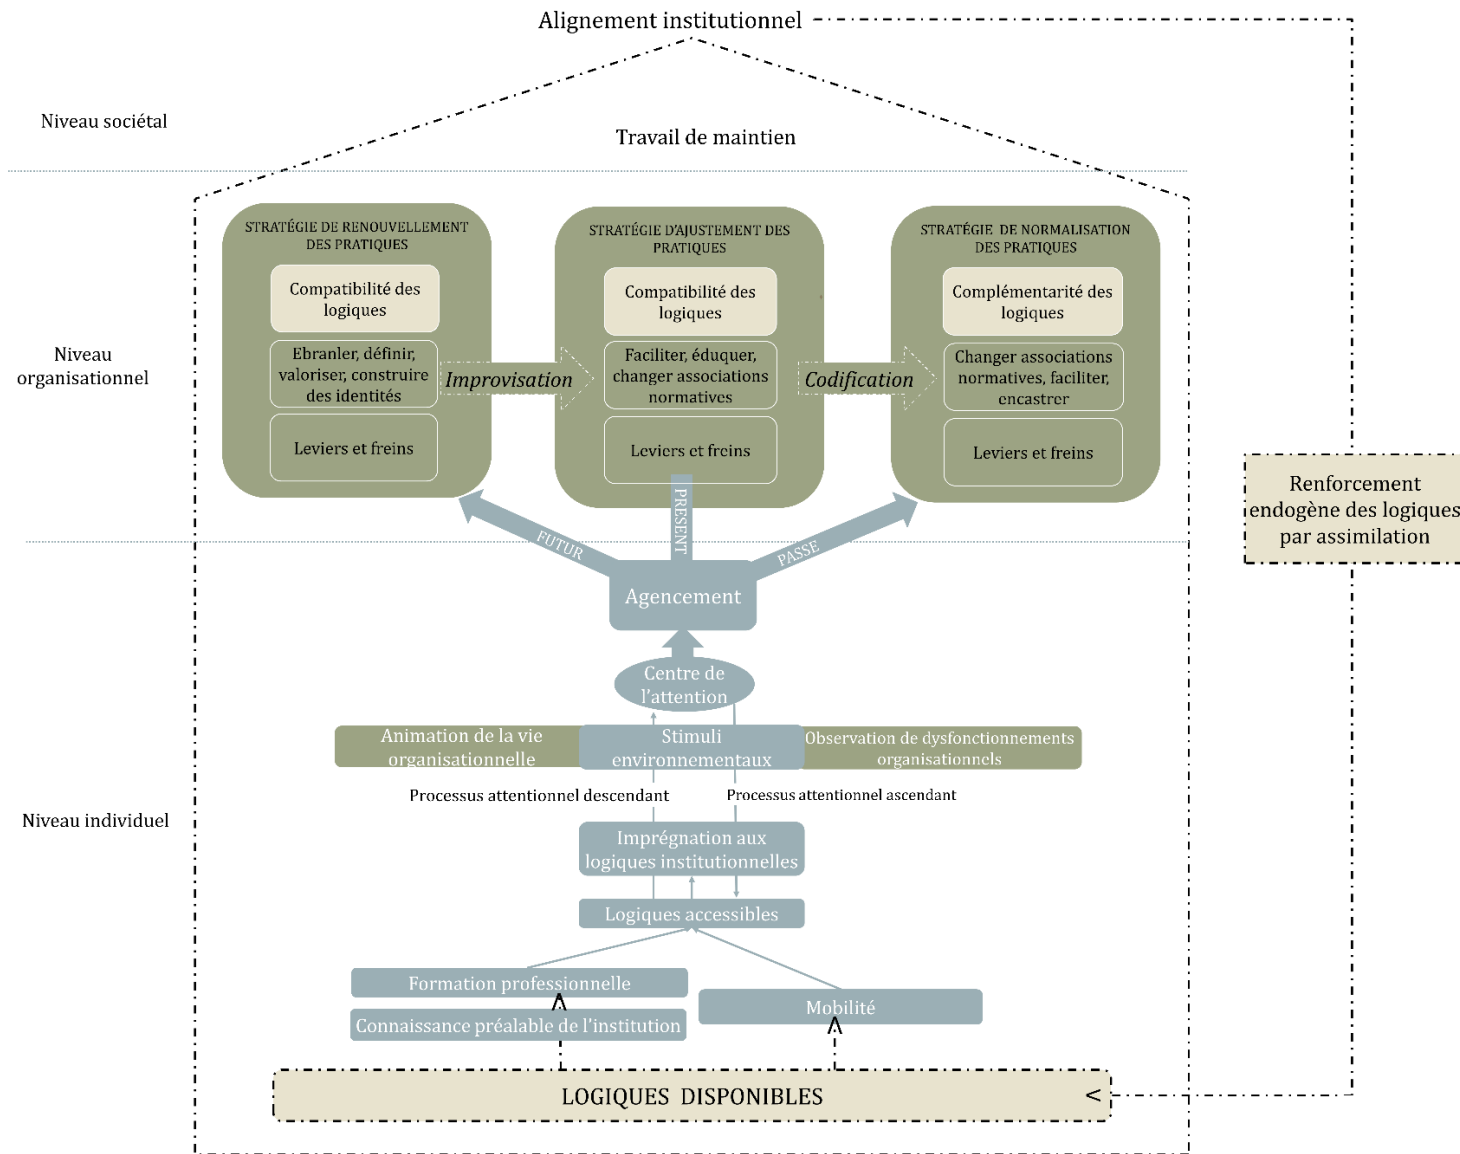 Alignement institutionnel
Niveau sociétal
Travail de maintien
STRATÉGIE DE RENOUVELLEMENT
DES PRATIQUES
Compatibilité des
logiques
Ebranler, définir,
valoriser, construire
des identités
Leviers et freins
Improvisation
STRATÉGIE D'AJUSTEMENT DES
PRATIQUES
Compatibilité des
logiques
Faciliter, éduquer,
changer associations
normatives
Leviers et freins
Codification
STRATÉGIE DE NORMALISATION
DES PRATIQUES
Complémentarité des
logiques
Changer associations
normatives, faciliter,
encastrer
Leviers et freins
Niveau
organisationnel
Renforcement
endogène des logiques
par assimilation
FUTUR
PRESENT
PASSE
Agencement
Centre de
l'attention
Animation de la vie
organisationnelle
Stimuli
environnementaux
Observation de dysfonctionnements
organisationnels
Processus attentionnel descendant
Processus attentionnel ascendant
Niveau individuel
Imprégnation aux
logiques institutionnelles
Logiques accessibles
Formation professionnelle
Mobilité
Connaissance préalable de l'institution
LOGIQUES DISPONIBLES